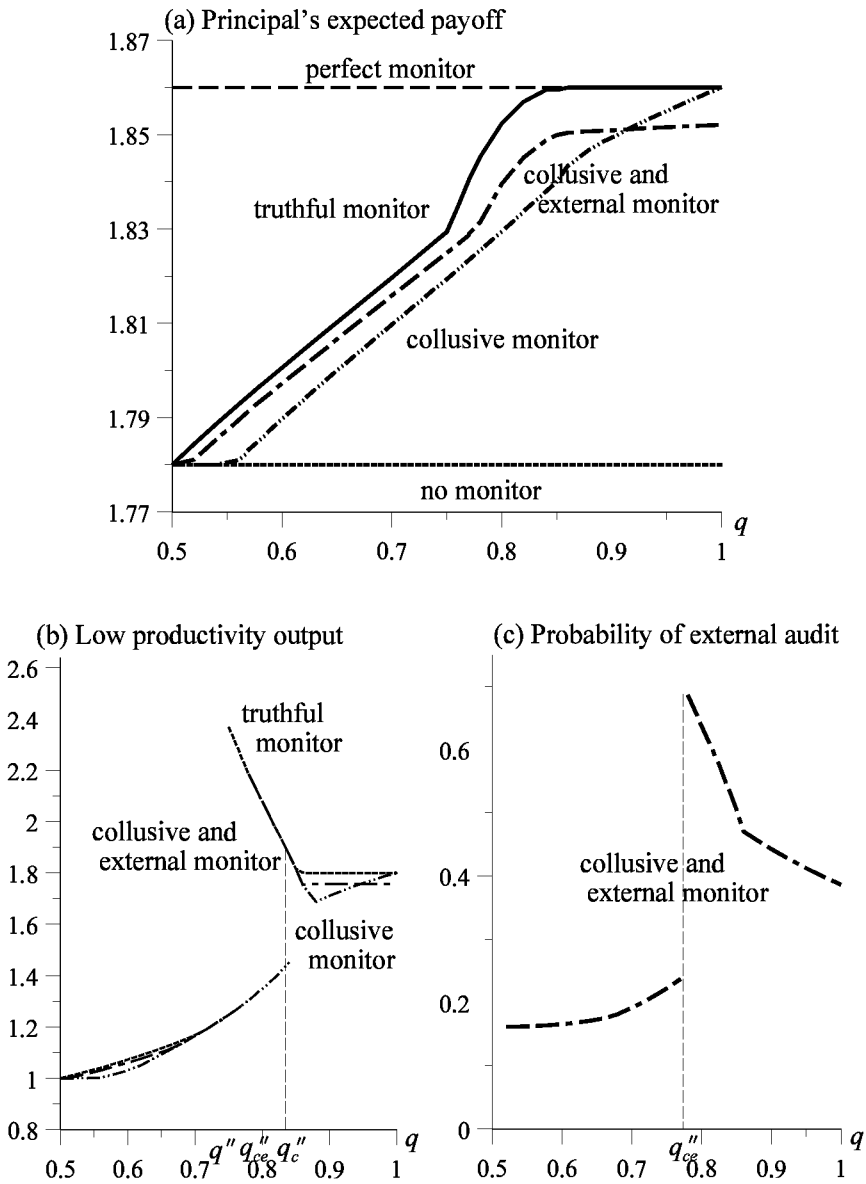 (a) Principal's expected payoff
1.87
1.85
1.83
1.81
1.79
1.77
perfect monitor
truthful monitor
collusive and
external monitor
collusive monitor
no monitor
q
0.5 0.6 0.7 0.8 0.9 1
(b) Low productivity output
2.6
2.4
2.2
2
1.8
1.6
1.4
1.2
1
0.8
truthful
monitor
collusive and
external monitor
collusive
monitor
q″ q″ce q″c q
0.5 0.6 0.7 0.8 0.9 1
(c) Probability of external audit
0.6
0.4
0.2
0
collusive and
external monitor
q″ce q
0.5 0.6 0.7 0.8 0.9 1